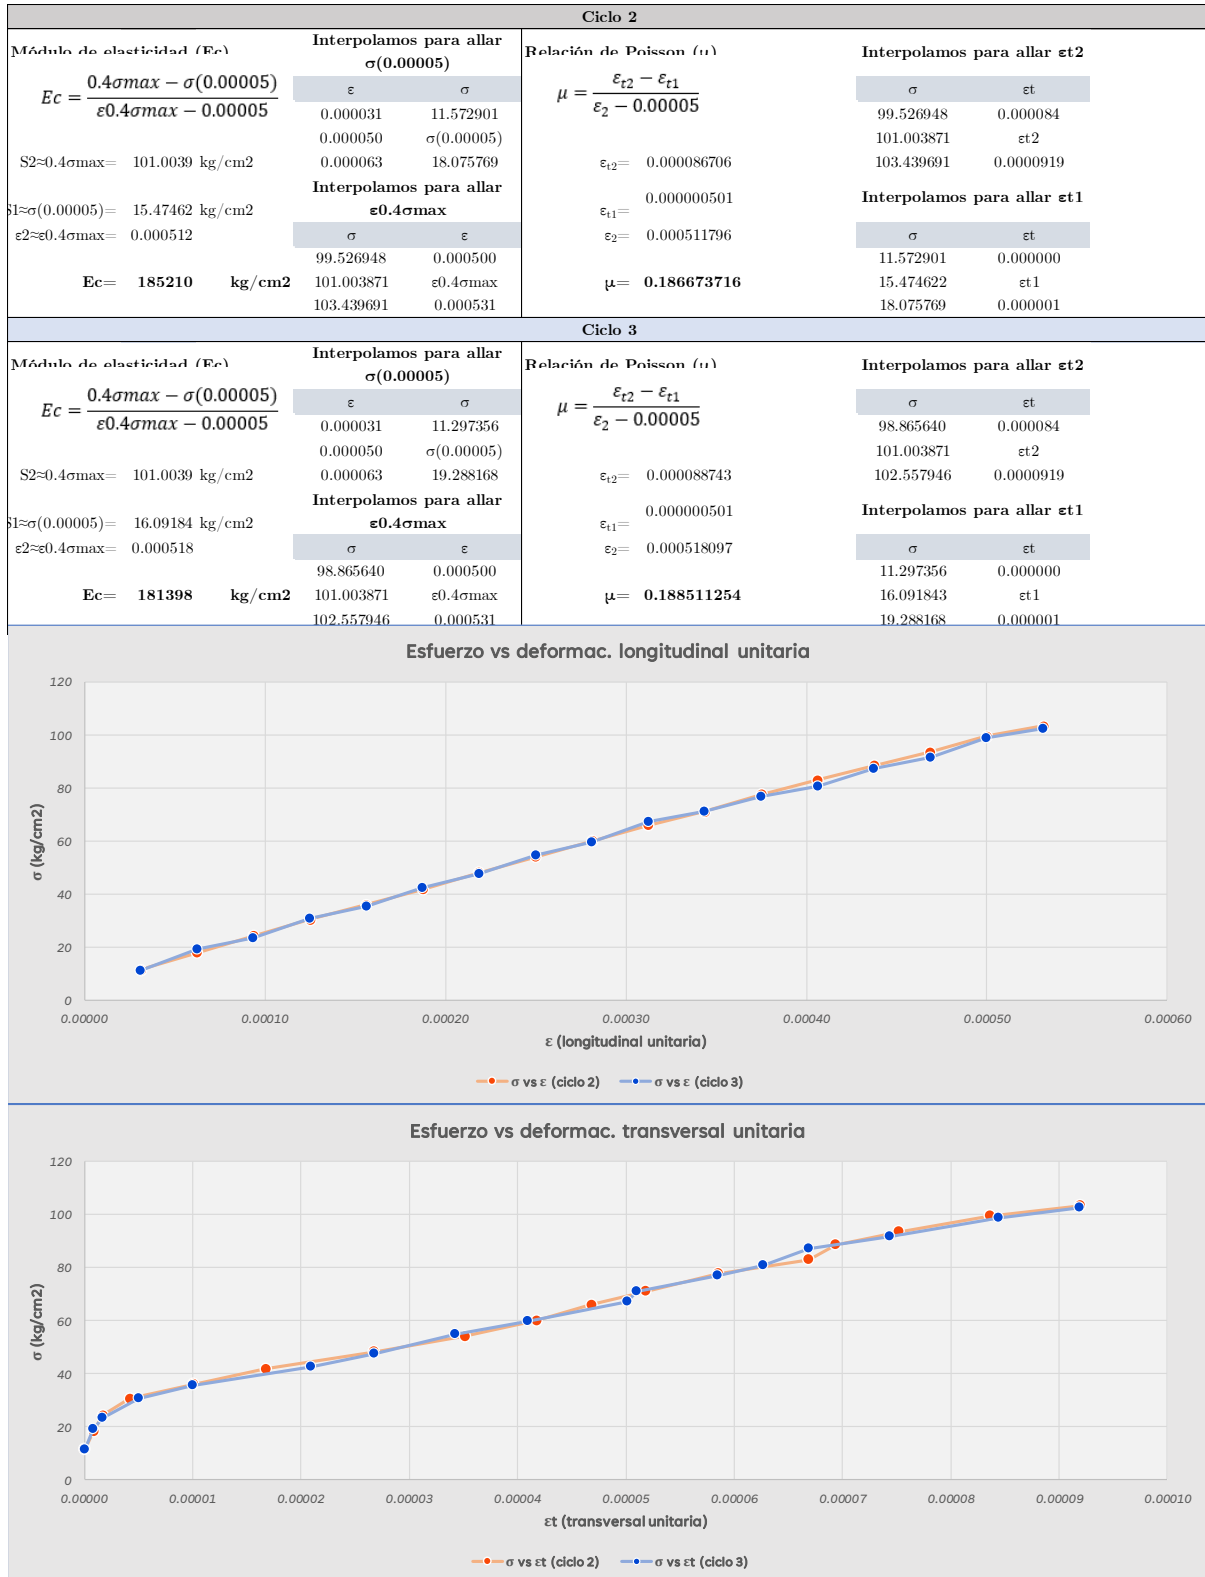 Ciclo 2
Módulo de elasticidad (Ec)
Ec = (0.4σmax − σ(0.00005)) / (ε0.4σmax − 0.00005)
S2≈0.4σmax= 101.0039 kg/cm2
S1≈σ(0.00005)= 15.47462 kg/cm2
ε2≈ε0.4σmax= 0.000512
Ec= 185210 kg/cm2
Interpolamos para allar
σ(0.00005)
ε σ
0.000031 11.572901
0.000050 σ(0.00005)
0.000063 18.075769
Interpolamos para allar
ε0.4σmax
σ ε
99.526948 0.000500
101.003871 ε0.4σmax
103.439691 0.000531
Relación de Poisson (μ)
μ = (εt2 − εt1) / (ε2 − 0.00005)
εt2= 0.000086706
εt1= 0.000000501
ε2= 0.000511796
μ= 0.186673716
Interpolamos para allar εt2
σ εt
99.526948 0.000084
101.003871 εt2
103.439691 0.0000919
Interpolamos para allar εt1
σ εt
11.572901 0.000000
15.474622 εt1
18.075769 0.000001
Ciclo 3
Módulo de elasticidad (Ec)
Ec = (0.4σmax − σ(0.00005)) / (ε0.4σmax − 0.00005)
S2≈0.4σmax= 101.0039 kg/cm2
S1≈σ(0.00005)= 16.09184 kg/cm2
ε2≈ε0.4σmax= 0.000518
Ec= 181398 kg/cm2
Interpolamos para allar
σ(0.00005)
ε σ
0.000031 11.297356
0.000050 σ(0.00005)
0.000063 19.288168
Interpolamos para allar
ε0.4σmax
σ ε
98.865640 0.000500
101.003871 ε0.4σmax
102.557946 0.000531
Relación de Poisson (μ)
μ = (εt2 − εt1) / (ε2 − 0.00005)
εt2= 0.000088743
εt1= 0.000000501
ε2= 0.000518097
μ= 0.188511254
Interpolamos para allar εt2
σ εt
98.865640 0.000084
101.003871 εt2
102.557946 0.0000919
Interpolamos para allar εt1
σ εt
11.297356 0.000000
16.091843 εt1
19.288168 0.000001
Esfuerzo vs deformac. longitudinal unitaria
σ (kg/cm2)
120
100
80
60
40
20
0
0.00000 0.00010 0.00020 0.00030 0.00040 0.00050 0.00060
ε (longitudinal unitaria)
σ vs ε (ciclo 2) σ vs ε (ciclo 3)
Esfuerzo vs deformac. transversal unitaria
σ (kg/cm2)
120
100
80
60
40
20
0
0.00000 0.00001 0.00002 0.00003 0.00004 0.00005 0.00006 0.00007 0.00008 0.00009 0.00010
εt (transversal unitaria)
σ vs εt (ciclo 2) σ vs εt (ciclo 3)